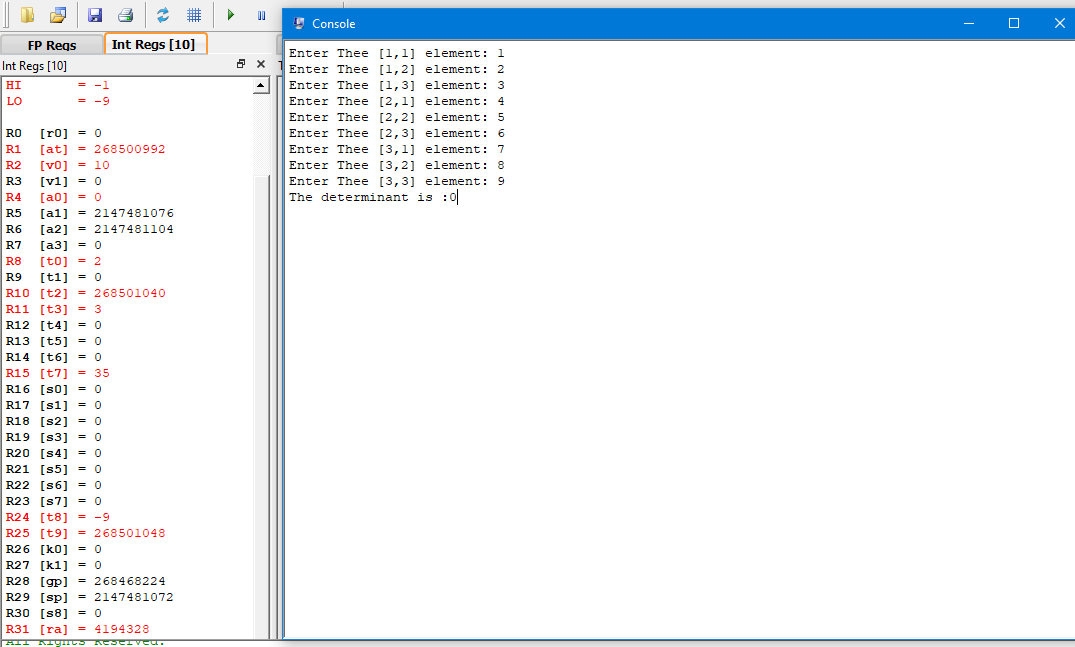 Console
FP Regs Int Regs [10]
Int Regs [10]
HI = -1
LO = -9
R0 [r0] = 0
R1 [at] = 268500992
R2 [v0] = 10
R3 [v1] = 0
R4 [a0] = 0
R5 [a1] = 2147481076
R6 [a2] = 2147481104
R7 [a3] = 0
R8 [t0] = 2
R9 [t1] = 0
R10 [t2] = 268501040
R11 [t3] = 3
R12 [t4] = 0
R13 [t5] = 0
R14 [t6] = 0
R15 [t7] = 35
R16 [s0] = 0
R17 [s1] = 0
R18 [s2] = 0
R19 [s3] = 0
R20 [s4] = 0
R21 [s5] = 0
R22 [s6] = 0
R23 [s7] = 0
R24 [t8] = -9
R25 [t9] = 268501048
R26 [k0] = 0
R27 [k1] = 0
R28 [gp] = 268468224
R29 [sp] = 2147481072
R30 [s8] = 0
R31 [ra] = 4194328
All Rights Reserved.
Enter Thee [1,1] element: 1
Enter Thee [1,2] element: 2
Enter Thee [1,3] element: 3
Enter Thee [2,1] element: 4
Enter Thee [2,2] element: 5
Enter Thee [2,3] element: 6
Enter Thee [3,1] element: 7
Enter Thee [3,2] element: 8
Enter Thee [3,3] element: 9
The determinant is :0